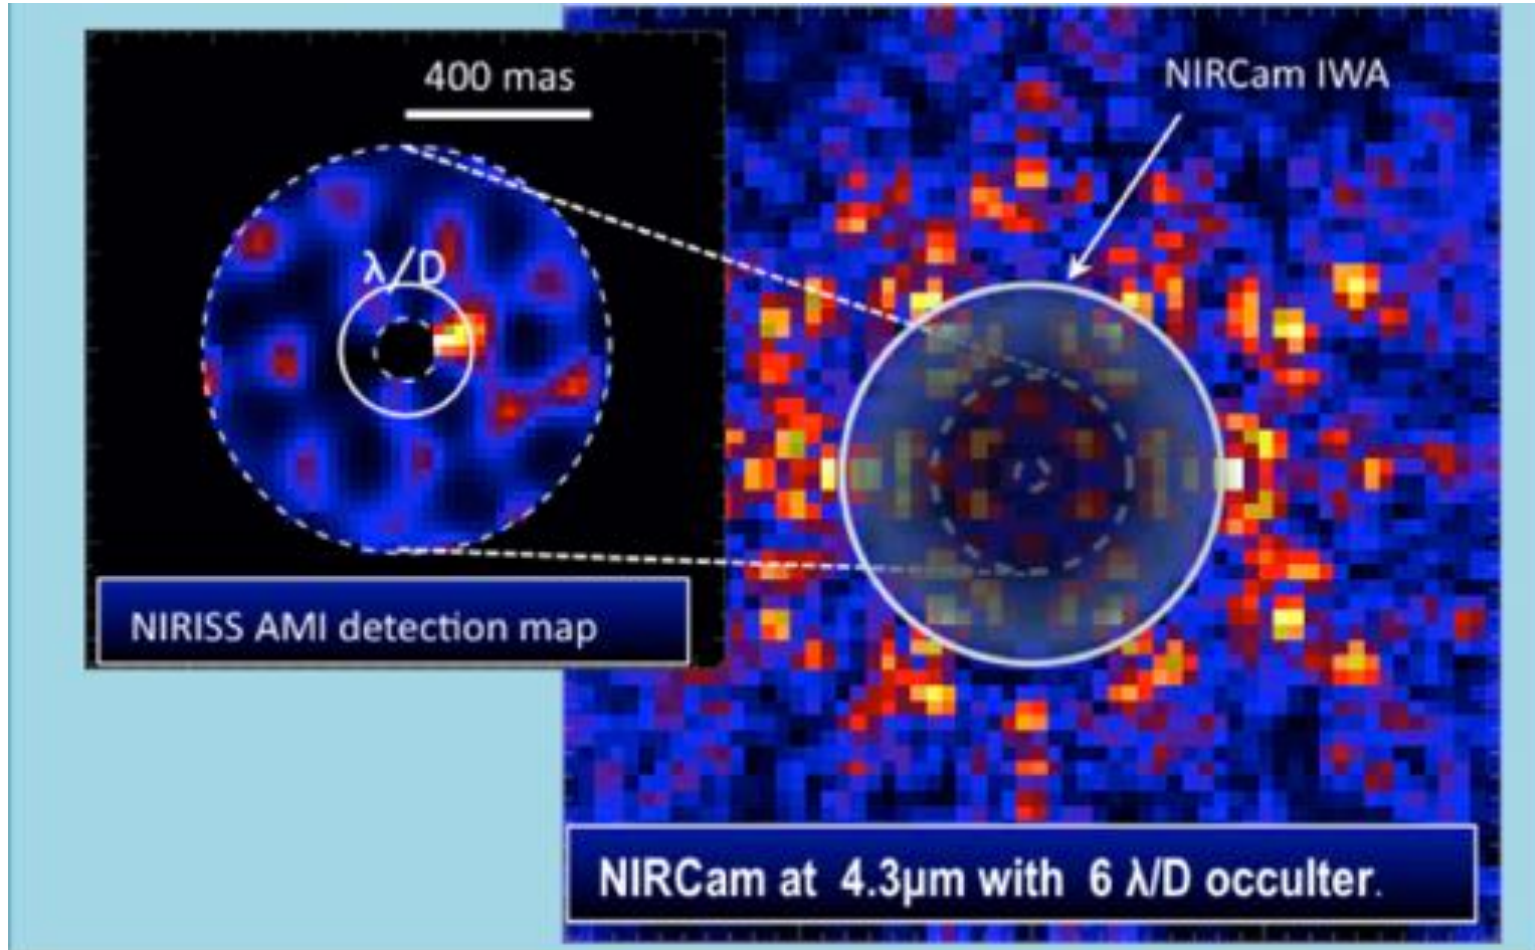 400 mas
NIRCam IWA
λ/D
NIRISS AMI detection map
NIRCam at 4.3μm with 6 λ/D occulter.